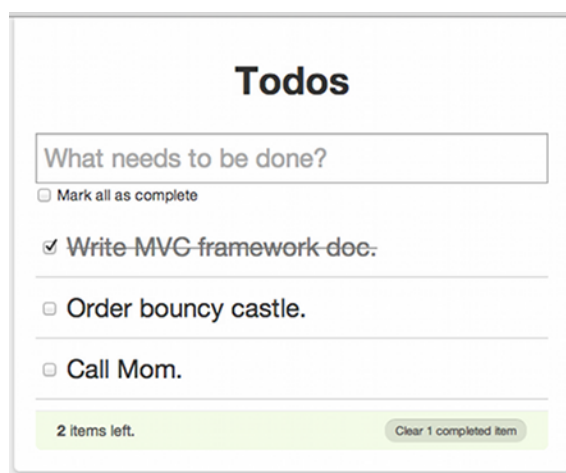 Todos
What needs to be done?
Mark all as complete
Write MVC framework doc.
Order bouncy castle.
Call Mom.
2 items left.
Clear 1 completed item